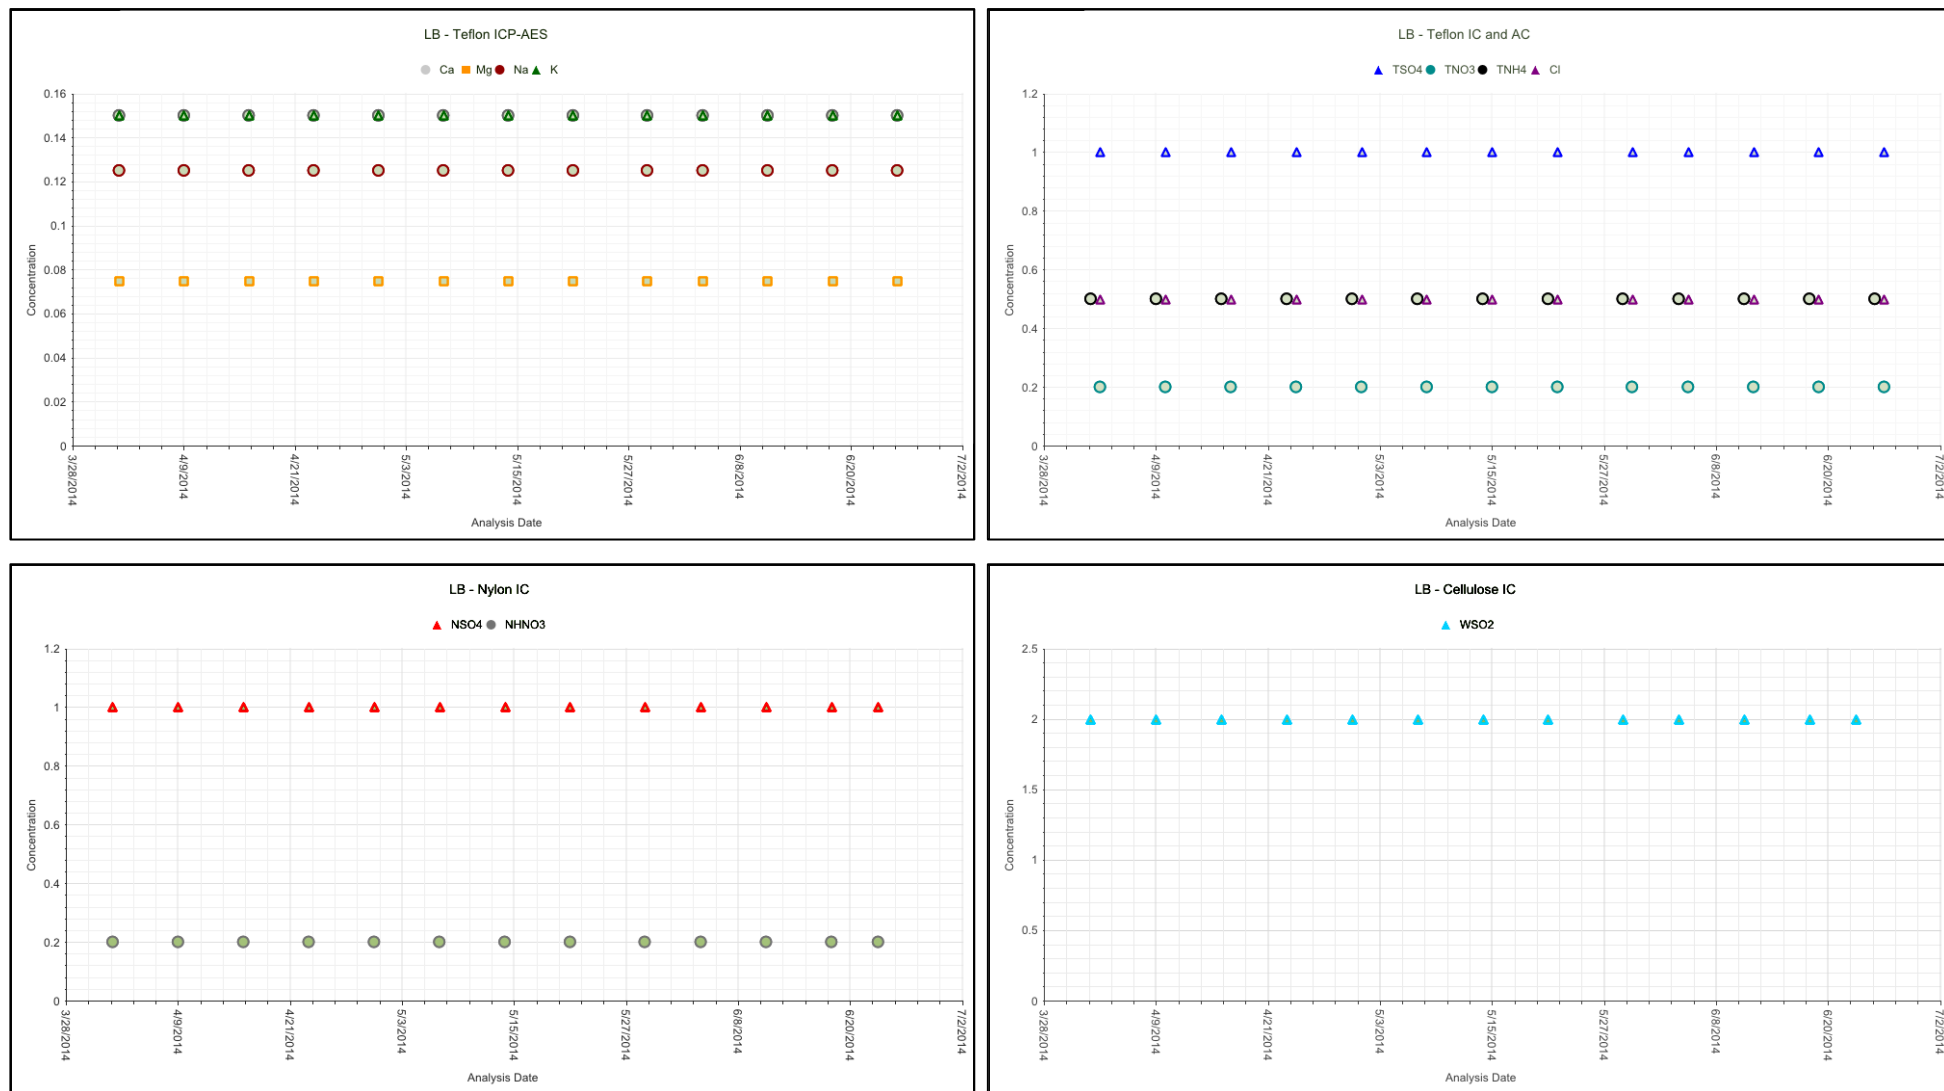 LB - Teflon ICP-AES
Ca Mg Na K
0.16
0.14
0.12
0.1
0.08
0.06
0.04
0.02
0
Concentration
3/28/2014 4/9/2014 4/21/2014 5/3/2014 5/15/2014 5/27/2014 6/8/2014 6/20/2014 7/2/2014
Analysis Date
LB - Teflon IC and AC
TSO4 TNO3 TNH4 Cl
1.2
1
0.8
0.6
0.4
0.2
0
Concentration
3/28/2014 4/9/2014 4/21/2014 5/3/2014 5/15/2014 5/27/2014 6/8/2014 6/20/2014 7/2/2014
Analysis Date
LB - Nylon IC
NSO4 NHNO3
1.2
1
0.8
0.6
0.4
0.2
0
Concentration
3/28/2014 4/9/2014 4/21/2014 5/3/2014 5/15/2014 5/27/2014 6/8/2014 6/20/2014 7/2/2014
Analysis Date
LB - Cellulose IC
WSO2
2.5
2
1.5
1
0.5
0
Concentration
3/28/2014 4/9/2014 4/21/2014 5/3/2014 5/15/2014 5/27/2014 6/8/2014 6/20/2014 7/2/2014
Analysis Date